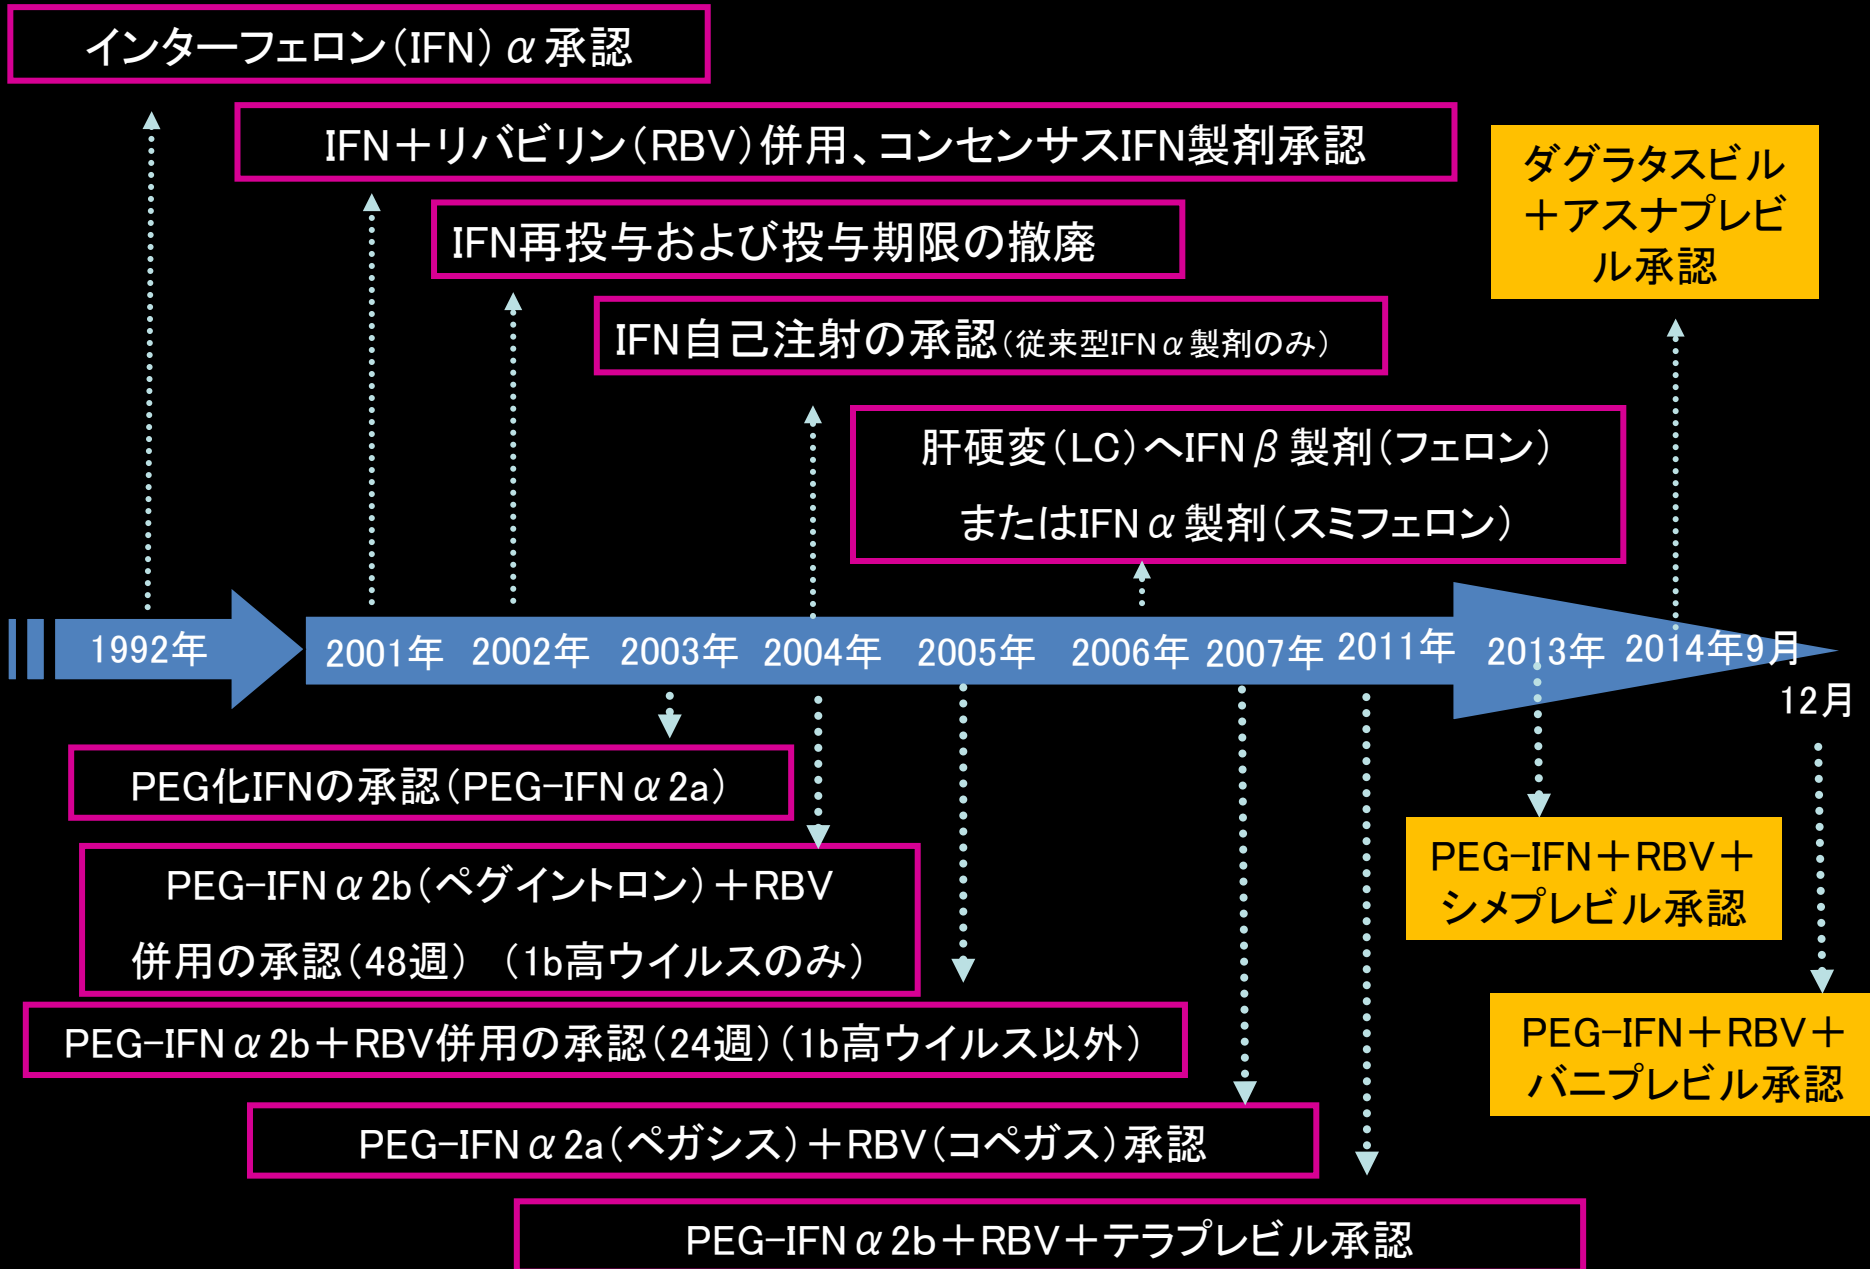 インターフェロン(IFN)α承認
IFN+リバビリン(RBV)併用、コンセンサスIFN製剤承認
ダグラタスビル
+アスナプレビ
ル承認
IFN再投与および投与期限の撤廃
IFN自己注射の承認(従来型IFNα製剤のみ)
肝硬変(LC)へIFNβ製剤(フェロン)
またはIFNα製剤(スミフェロン)
1992年 2001年 2002年 2003年 2004年 2005年 2006年 2007年 2011年 2013年 2014年9月
12月
PEG化IFNの承認(PEG-IFNα2a)
PEG-IFNα2b(ペグイントロン)+RBV
併用の承認(48週) (1b高ウイルスのみ)
PEG-IFN+RBV+
シメプレビル承認
PEG-IFNα2b+RBV併用の承認(24週)(1b高ウイルス以外)
PEG-IFN+RBV+
バニプレビル承認
PEG-IFNα2a(ペガシス)+RBV(コペガス)承認
PEG-IFNα2b+RBV+テラプレビル承認